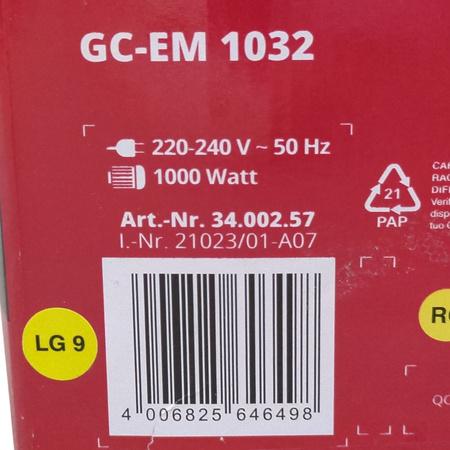 GC-EM 1032
220-240 V ~ 50 Hz
1000 Watt
Art.-Nr. 34.002.57
I.-Nr. 21023/01-A07
21
PAP
LG 9
4 006825 646498